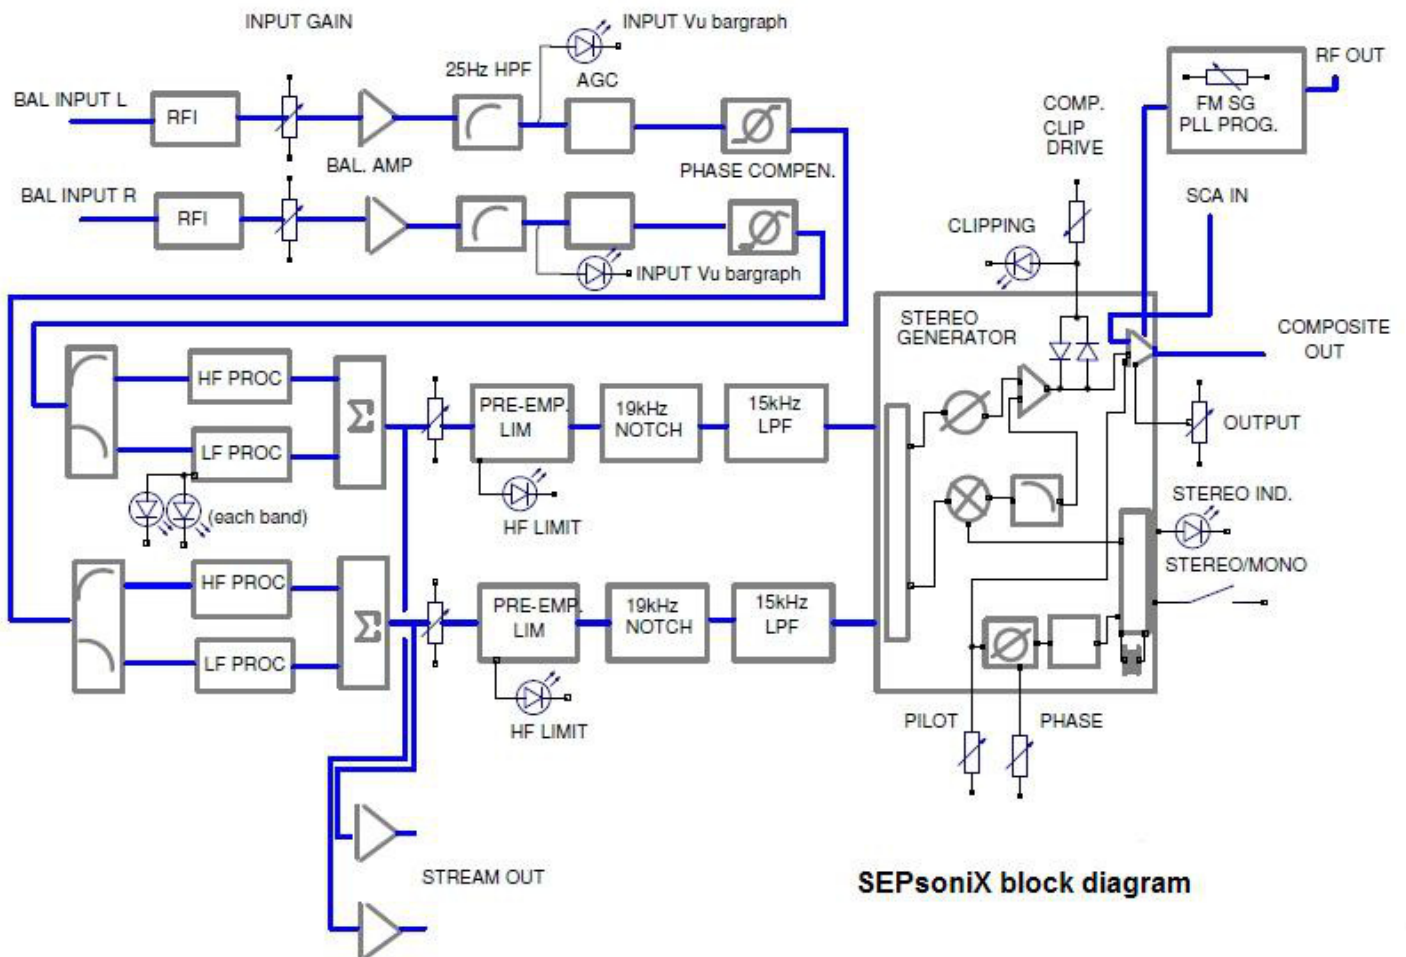 INPUT GAIN
INPUT Vu bargraph
25Hz HPF
AGC
BAL INPUT L
RFI
BAL. AMP
PHASE COMPEN.
COMP.
CLIP
DRIVE
FM SG
PLL PROG.
RF OUT
BAL INPUT R
RFI
INPUT Vu bargraph
CLIPPING
SCA IN
STEREO
GENERATOR
COMPOSITE
OUT
HF PROC
LF PROC
(each band)
Σ
PRE-EMP.
LIM
19kHz
NOTCH
15kHz
LPF
HF LIMIT
OUTPUT
STEREO IND.
STEREO/MONO
HF PROC
LF PROC
Σ
PRE-EMP.
LIM
19kHz
NOTCH
15kHz
LPF
HF LIMIT
PILOT
PHASE
STREAM OUT
SEPsoniX block diagram